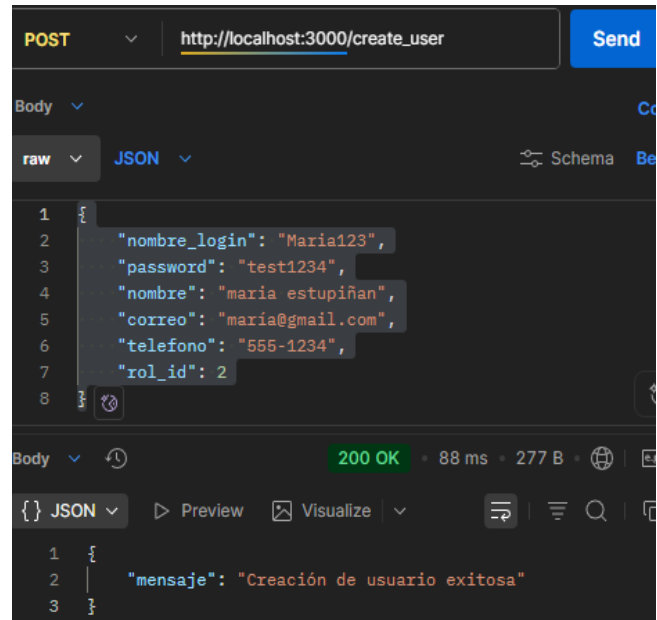 POST http://localhost:3000/create_user Send
Body
raw JSON Schema
1 {
2 "nombre_login": "Maria123",
3 "password": "test1234",
4 "nombre": "maria estupiñan",
5 "correo": "maría@gmail.com",
6 "telefono": "555-1234",
7 "rol_id": 2
8 }
Body 200 OK • 88 ms • 277 B
{} JSON Preview Visualize
1 {
2 "mensaje": "Creación de usuario exitosa"
3 }